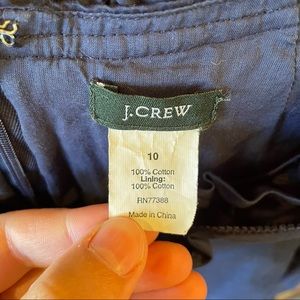 J.CREW
10
100% Cotton
Lining:
100% Cotton
RN77388
Made in China